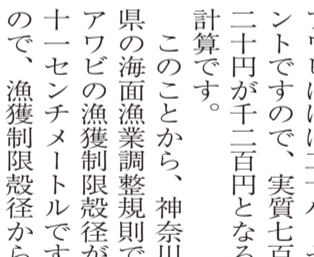 ントですので、実質七百
二十円が千二百円となる
計算です。
このことから、神奈川
県の海面漁業調整規則で
アワビの漁獲制限殻径が
十一センチメートルです
ので、漁獲制限殻径から